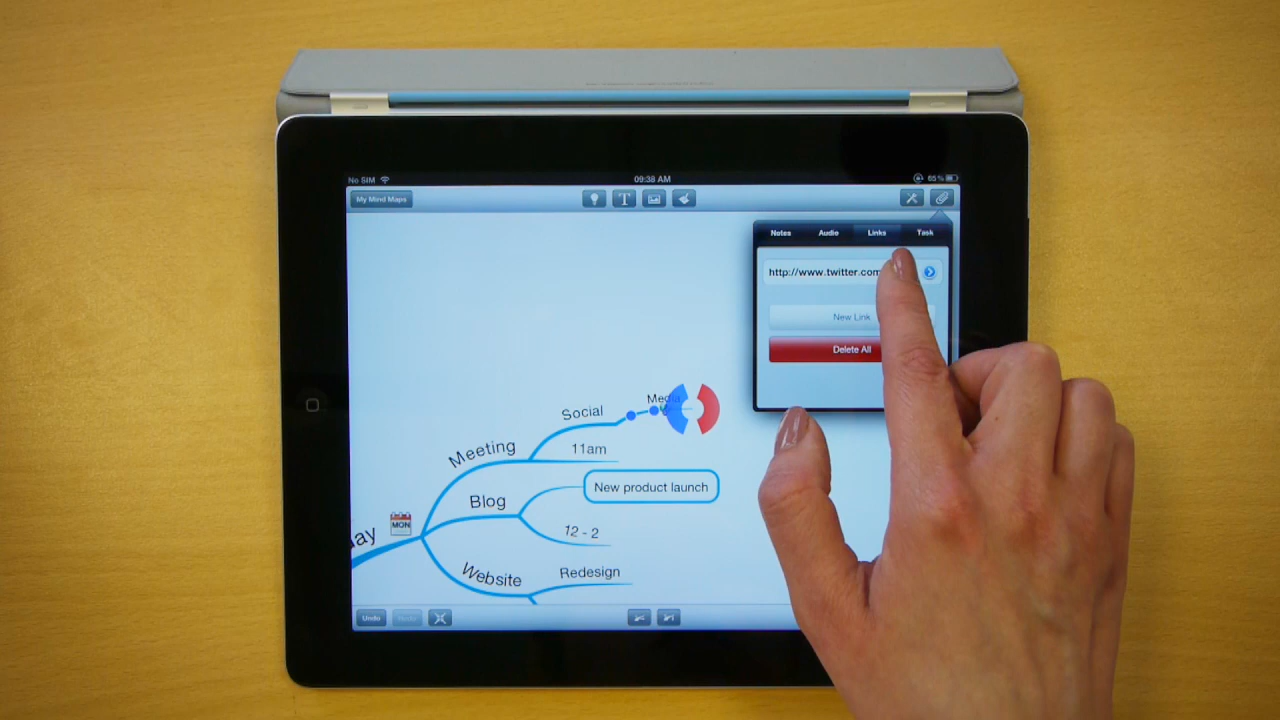 No SIM 09:38 AM 65%
My Mind Maps T
Notes Audio Links Task
http://www.twitter.com
New Link
Delete All
Media
Social
Meeting 11am
New product launch
Blog
MON
12 - 2
ay
Website Redesign
Undo Redo